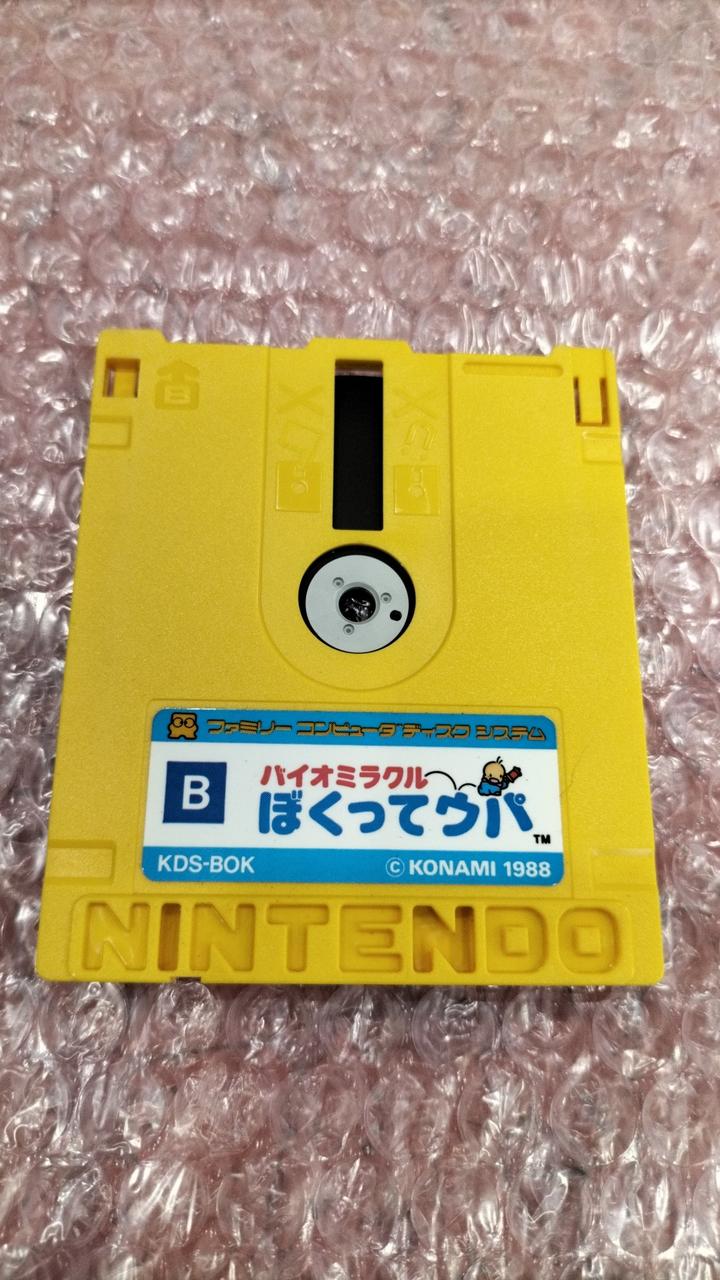 B
ファミリー コンピュータ ディスク システム
B
バイオミラクル
ぼくってウパ
TM
KDS-BOK
© KONAMI 1988
NINTENDO